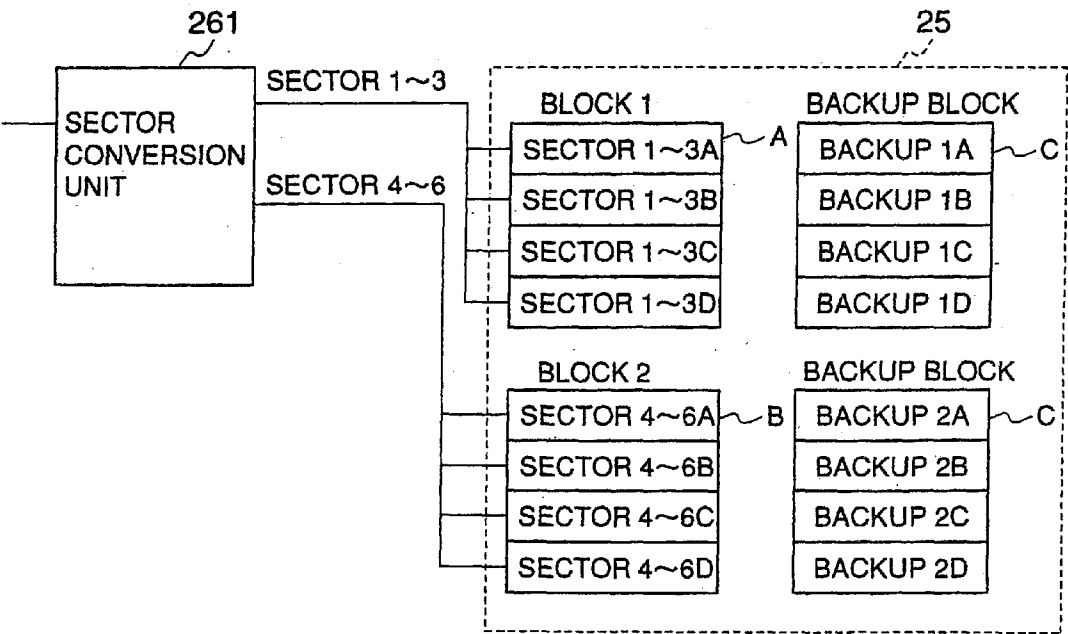 261
25
SECTOR 1~3
SECTOR
CONVERSION
UNIT
SECTOR 4~6
BLOCK 1
SECTOR 1~3A
A
SECTOR 1~3B
SECTOR 1~3C
SECTOR 1~3D
BACKUP BLOCK
BACKUP 1A
C
BACKUP 1B
BACKUP 1C
BACKUP 1D
BLOCK 2
SECTOR 4~6A
B
SECTOR 4~6B
SECTOR 4~6C
SECTOR 4~6D
BACKUP BLOCK
BACKUP 2A
C
BACKUP 2B
BACKUP 2C
BACKUP 2D